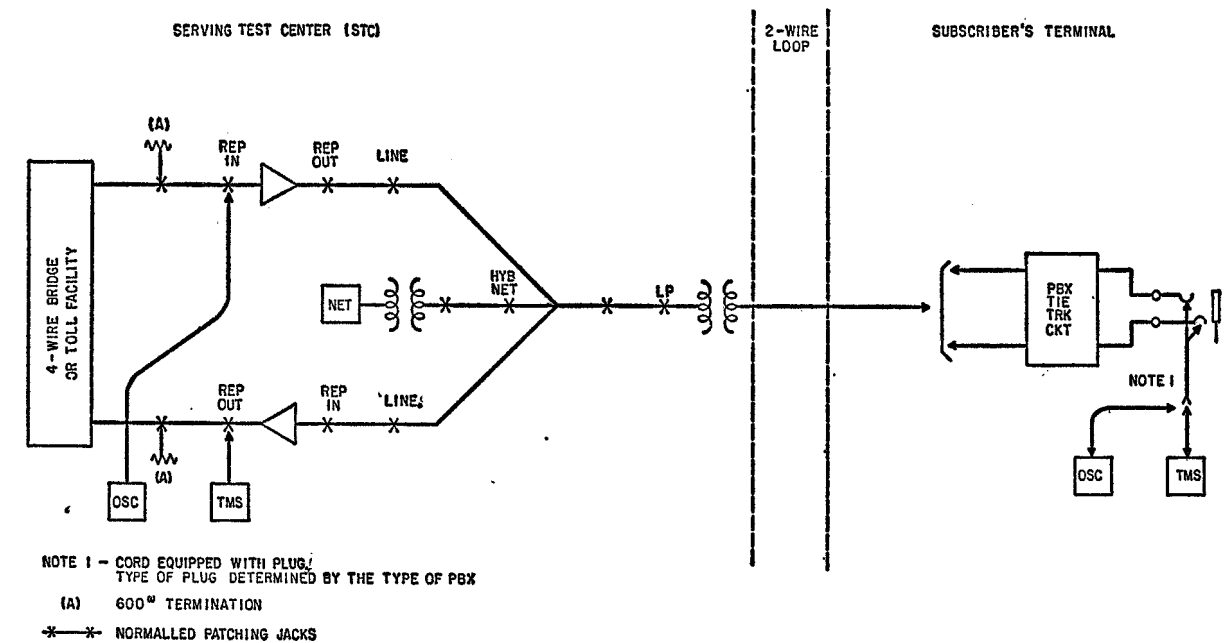 SERVING TEST CENTER (STC)
2-WIRE
LOOP
SUBSCRIBER'S TERMINAL
(A)
REP
IN
REP
OUT
LINE
4-WIRE BRIDGE
OR TOLL FACILITY
NET
HYB
NET
LP
PBX
TIE
TRK
CKT
REP
OUT
REP
IN
LINE
NOTE 1
(A)
OSC
TMS
OSC
TMS
NOTE 1 - CORD EQUIPPED WITH PLUG,
TYPE OF PLUG DETERMINED BY THE TYPE OF PBX
(A) 600ω TERMINATION
NORMALLED PATCHING JACKS